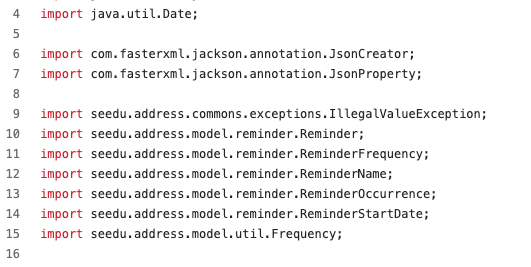 4 import java.util.Date;
5
6 import com.fasterxml.jackson.annotation.JsonCreator;
7 import com.fasterxml.jackson.annotation.JsonProperty;
8
9 import seedu.address.commons.exceptions.IllegalValueException;
10 import seedu.address.model.reminder.Reminder;
11 import seedu.address.model.reminder.ReminderFrequency;
12 import seedu.address.model.reminder.ReminderName;
13 import seedu.address.model.reminder.ReminderOccurrence;
14 import seedu.address.model.reminder.ReminderStartDate;
15 import seedu.address.model.util.Frequency;
16